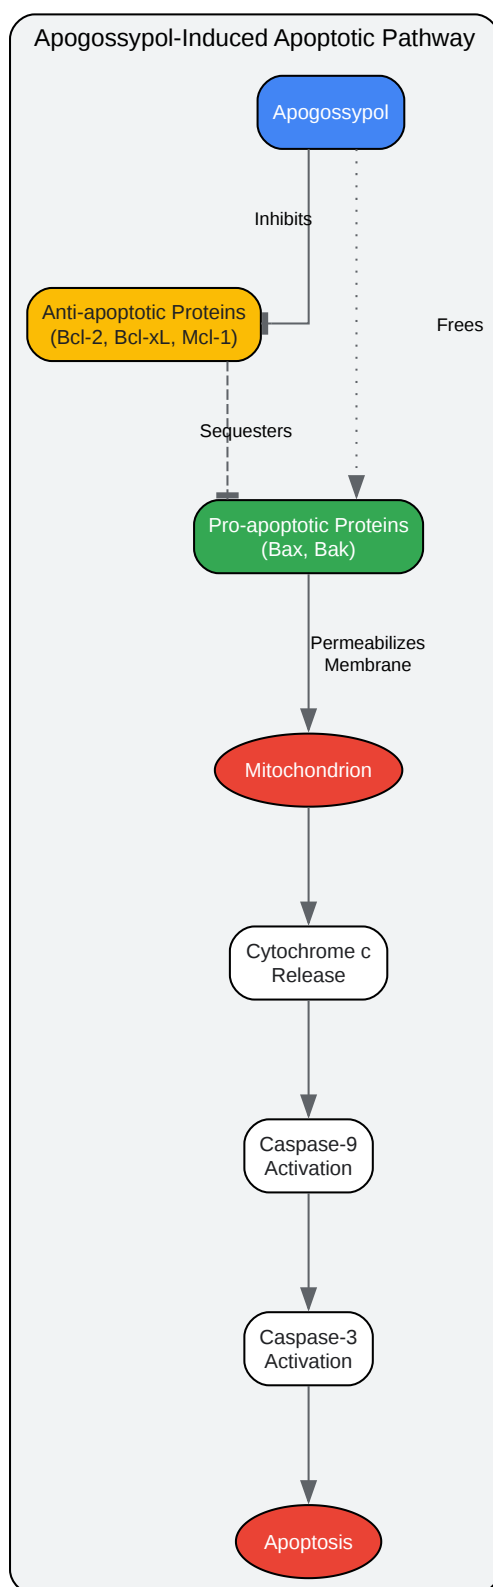 Apogossypol-Induced Apoptotic Pathway
Apogossypol
Inhibits
Anti-apoptotic Proteins
(Bcl-2, Bcl-xL, Mcl-1)
Frees
Sequesters
Pro-apoptotic Proteins
(Bax, Bak)
Permeabilizes
Membrane
Mitochondrion
Cytochrome c
Release
Caspase-9
Activation
Caspase-3
Activation
Apoptosis